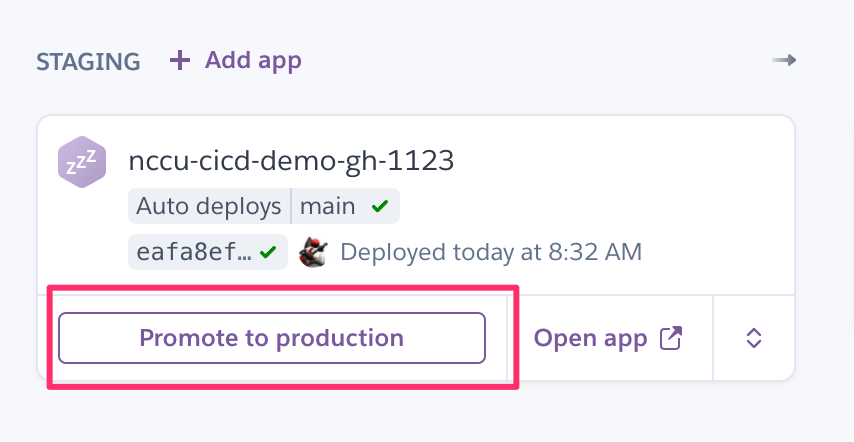 STAGING + Add app
zzZ
nccu-cicd-demo-gh-1123
Auto deploys main
eafa8ef… Deployed today at 8:32 AM
Promote to production Open app